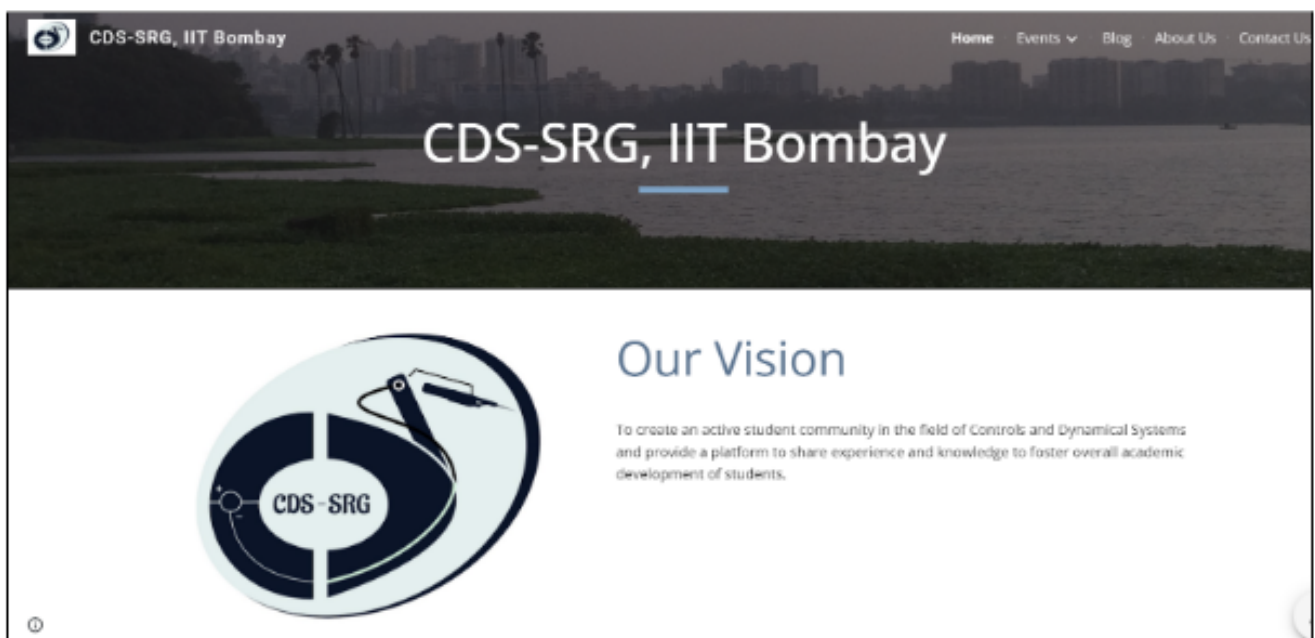 CDS-SRG, IIT Bombay
Home Events Blog About Us Contact Us
CDS-SRG, IIT Bombay
Our Vision
To create an active student community in the field of Controls and Dynamical Systems
and provide a platform to share experience and knowledge to foster overall academic
development of students.
CDS-SRG